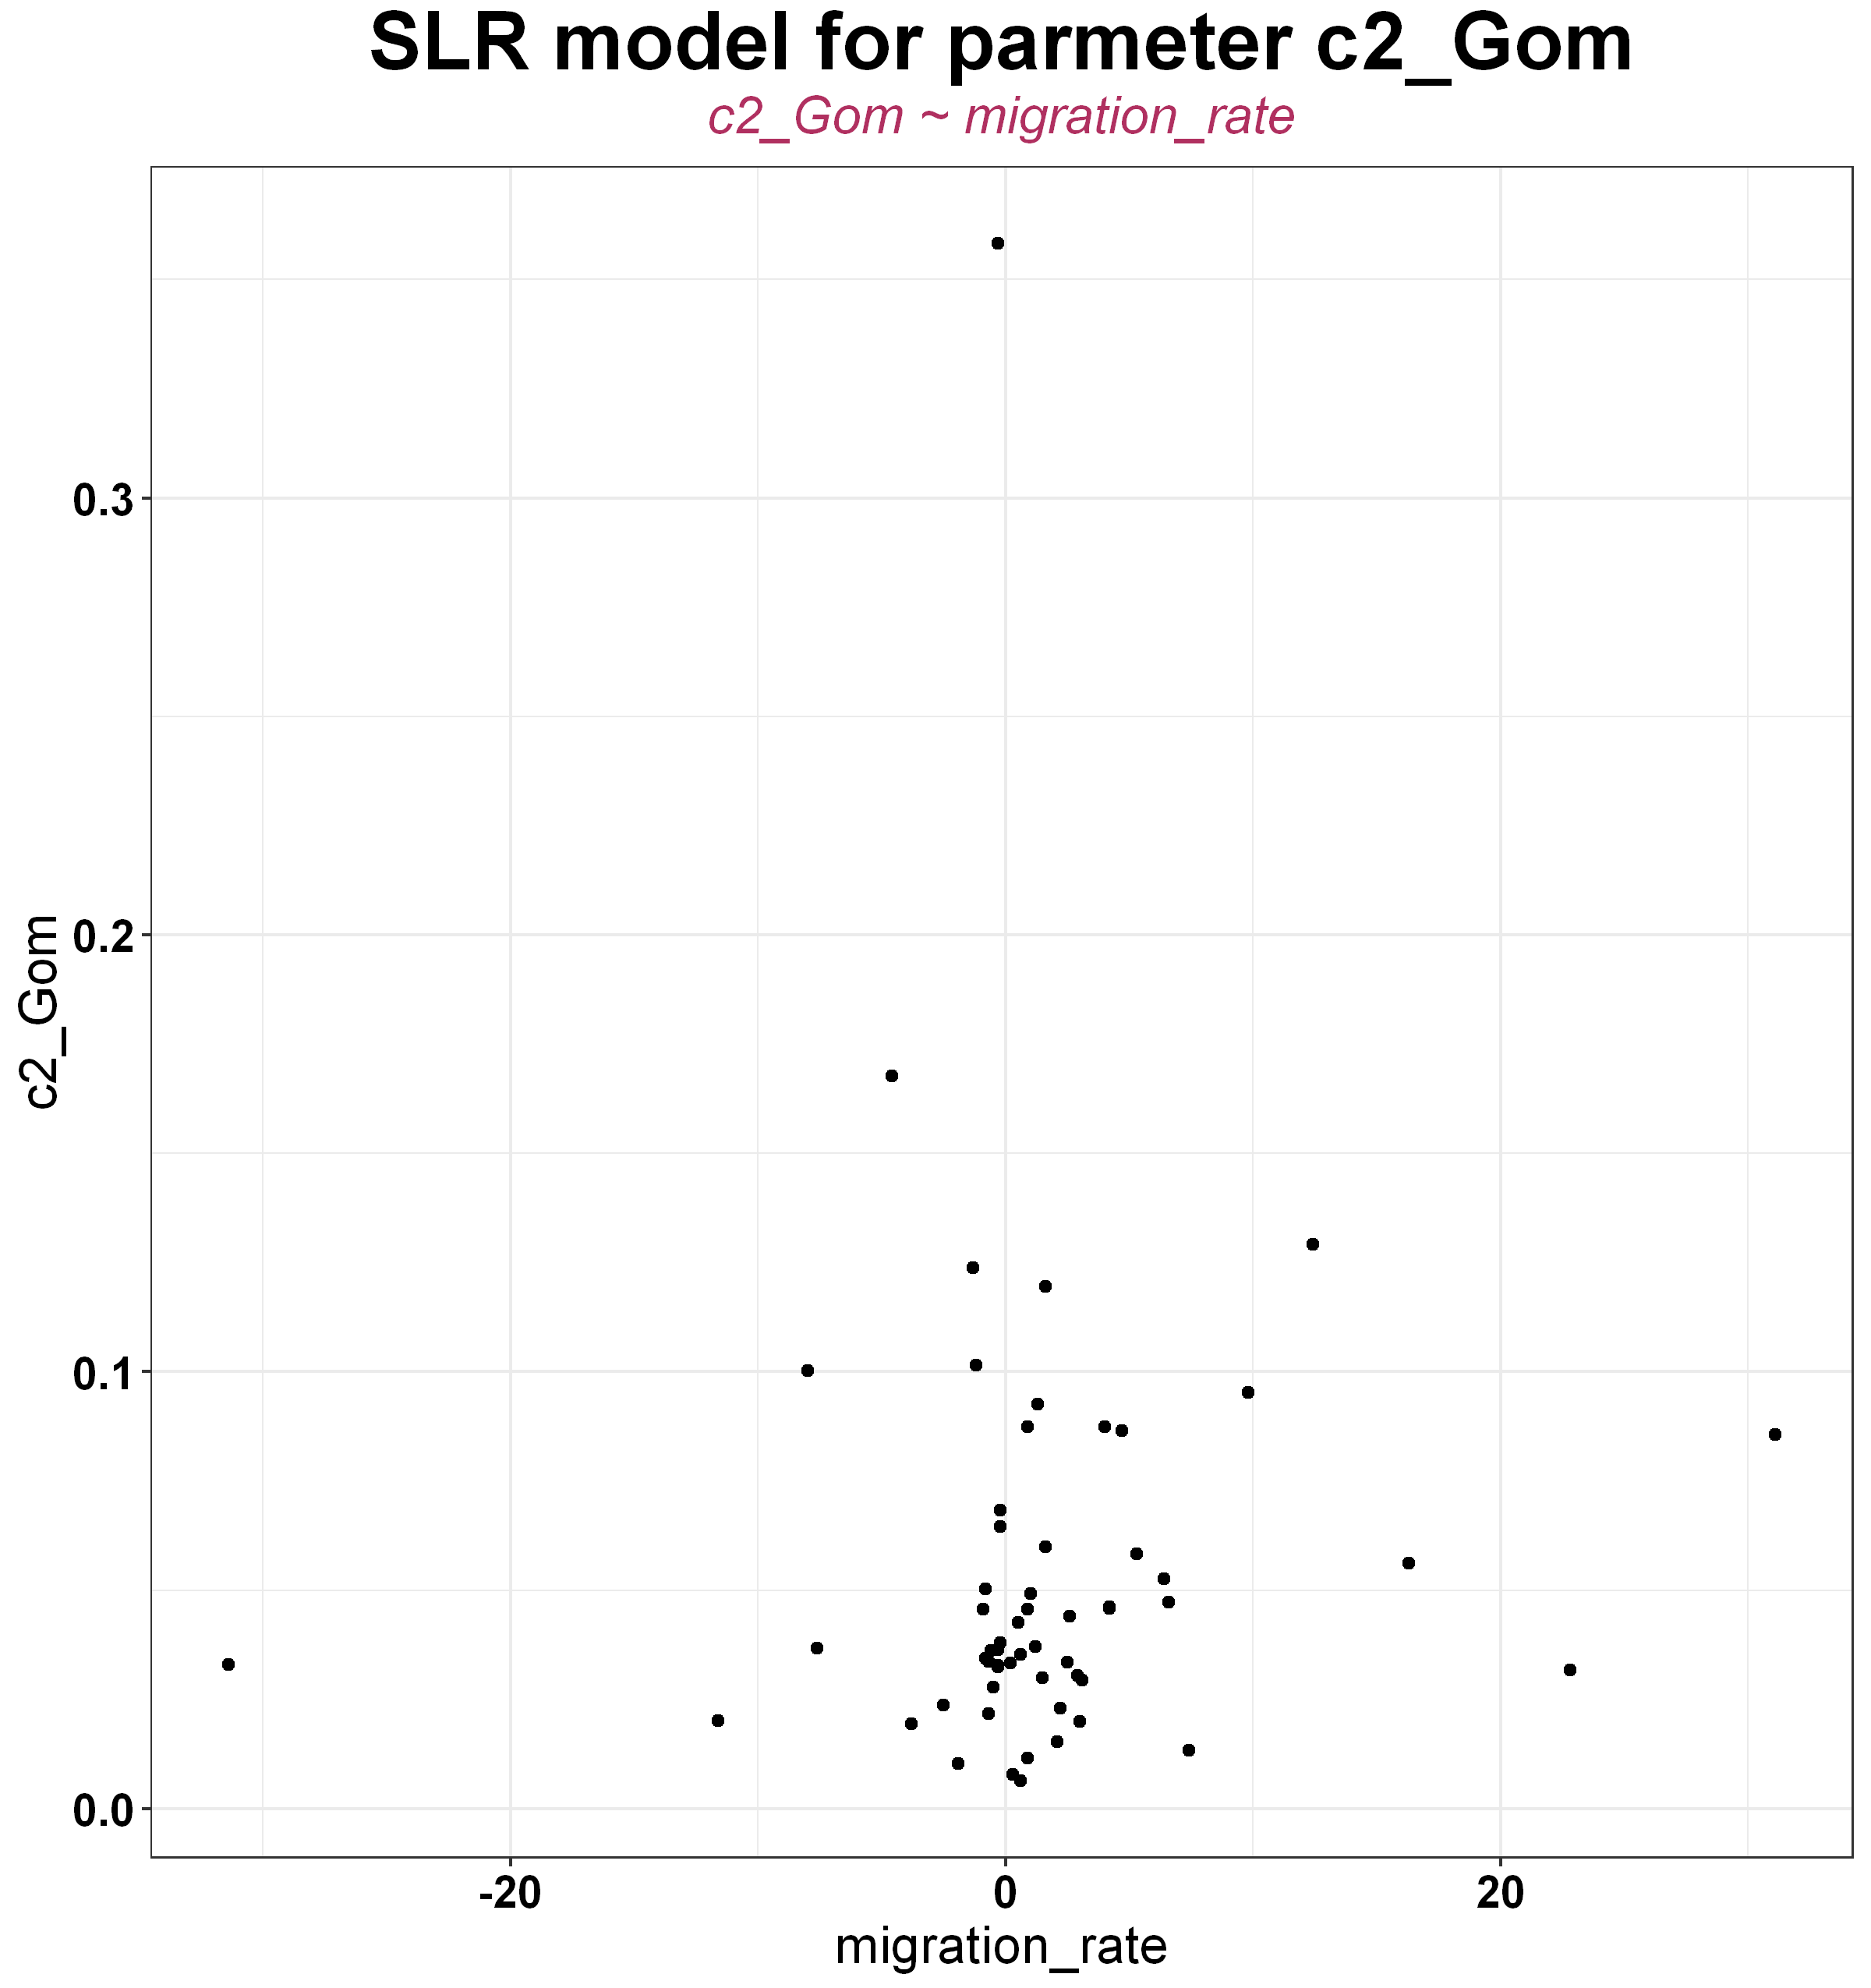 SLR model for parmeter c2_Gom
c2_Gom ~ migration_rate
0.3
0.2
0.1
0.0
c2_Gom
-20 0 20
migration_rate